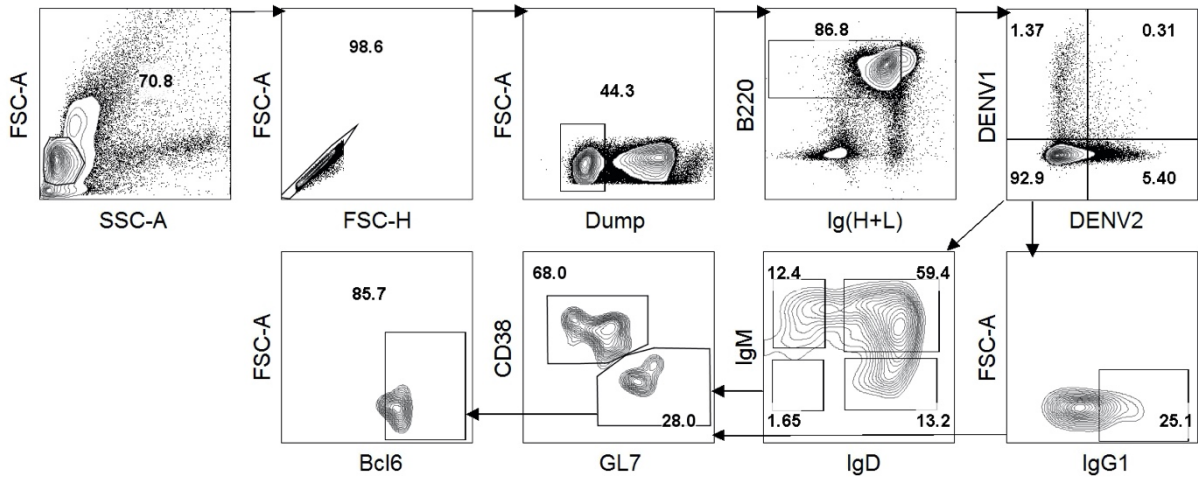 FSC-A
70.8
SSC-A
FSC-A
98.6
FSC-H
FSC-A
44.3
Dump
B220
86.8
Ig(H+L)
DENV1
1.37
0.31
92.9
5.40
DENV2
FSC-A
85.7
Bcl6
CD38
68.0
28.0
GL7
IgM
12.4
59.4
1.65
13.2
IgD
FSC-A
25.1
IgG1